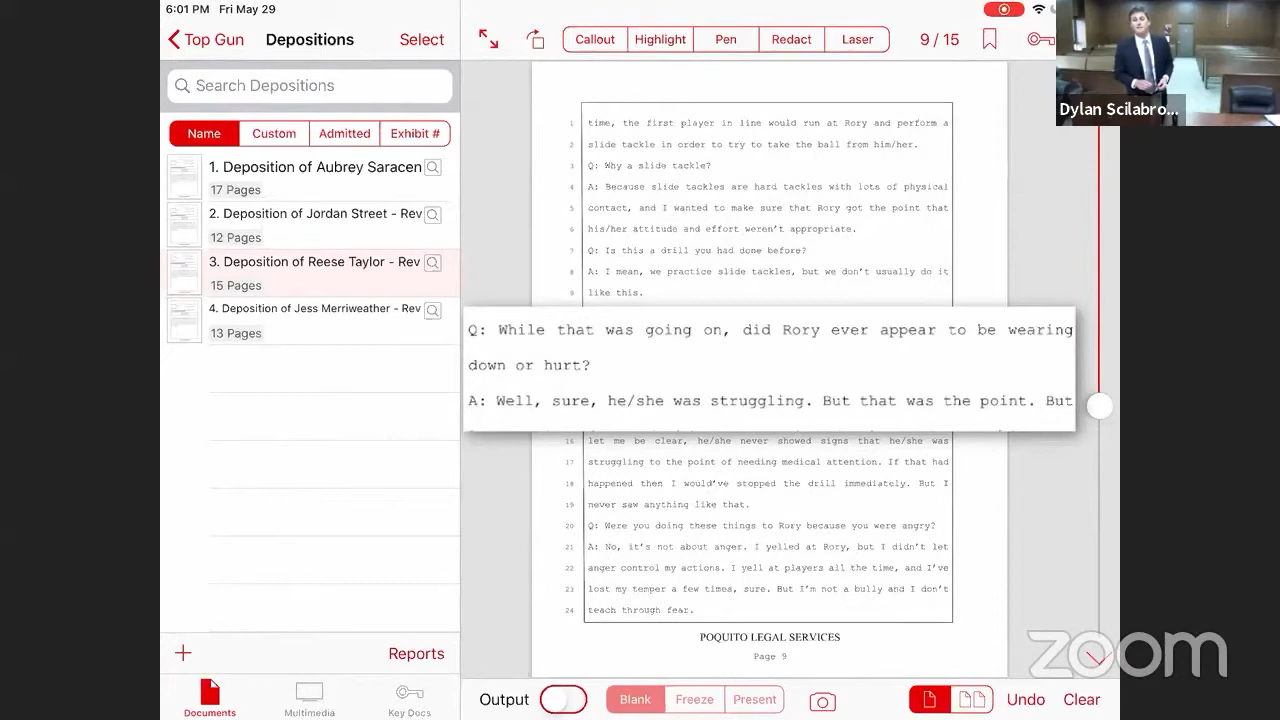 6:01 PM Fri May 29
Top Gun
Depositions
Select
Callout
Highlight
Pen
Redact
Laser
9 / 15
Dylan Scilabro...
Search Depositions
Name
Custom
Admitted
Exhibit #
1. Deposition of Aubrey Saracen
17 Pages
2. Deposition of Jordan Street - Rev
12 Pages
3. Deposition of Reese Taylor - Rev
15 Pages
4. Deposition of Jess Merriweather - Rev
13 Pages
1 time, the first player in line would run at Rory and perform a
2 slide tackle in order to try to take the ball from him/her.
3 Q: Why a slide tackle?
4 A: Because slide tackles are hard tackles with lots of physical
5 contact, and I wanted to make sure that Rory got the point that
6 his/her attitude and effort weren't appropriate.
7 Q: Was this a drill you had done before?
8 A: I mean, we practice slide tackles, but we don't usually do it
9 like this.
Q: While that was going on, did Rory ever appear to be wearing
down or hurt?
A: Well, sure, he/she was struggling. But that was the point. But
16 let me be clear, he/she never showed signs that he/she was
17 struggling to the point of needing medical attention. If that had
18 happened then I would've stopped the drill immediately. But I
19 never saw anything like that.
20 Q: Were you doing these things to Rory because you were angry?
21 A: No, it's not about anger. I yelled at Rory, but I didn't let
22 anger control my actions. I yell at players all the time, and I've
23 lost my temper a few times, sure. But I'm not a bully and I don't
24 teach through fear.
POQUITO LEGAL SERVICES
Page 9
+
Reports
Documents
Multimedia
Key Docs
Output
Blank
Freeze
Present
Undo
Clear
zoom